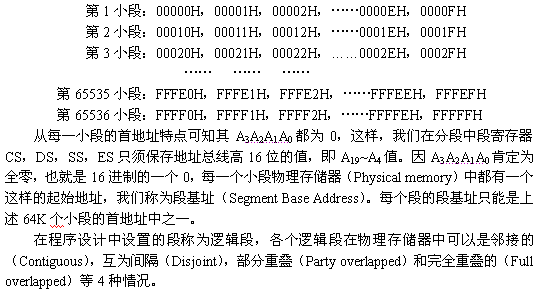 第 1 小段：00000H，00001H，00002H，……0000EH，0000FH
第 2 小段：00010H，00011H，00012H，……0001EH，0001FH
第 3 小段：00020H，00021H，00022H，……0002EH，0002FH
…… …… ……
第 65535 小段：FFFE0H，FFFE1H，FFFE2H，……FFFEEH，FFFEFH
第 65536 小段：FFFF0H，FFFF1H，FFFF2H，……FFFFEH，FFFFFH
从每一小段的首地址特点可知其 A₃A₂A₁A₀ 都为 0，这样，我们在分段中段寄存器
CS，DS，SS，ES 只须保存地址总线高 16 位的值，即 A₁₉~A₄ 值。因 A₃A₂A₁A₀ 肯定为
全零，也就是 16 进制的一个 0，每一个小段物理存储器（Physical memory）中都有一个
这样的起始地址，我们称为段基址（Segment Base Address）。每个段的段基址只能是上
述 64K 个小段的首地址中之一。
在程序设计中设置的段称为逻辑段，各个逻辑段在物理存储器中可以是邻接的
（Contiguous），互为间隔（Disjoint），部分重叠（Party overlapped）和完全重叠的（Full
overlapped）等 4 种情况。